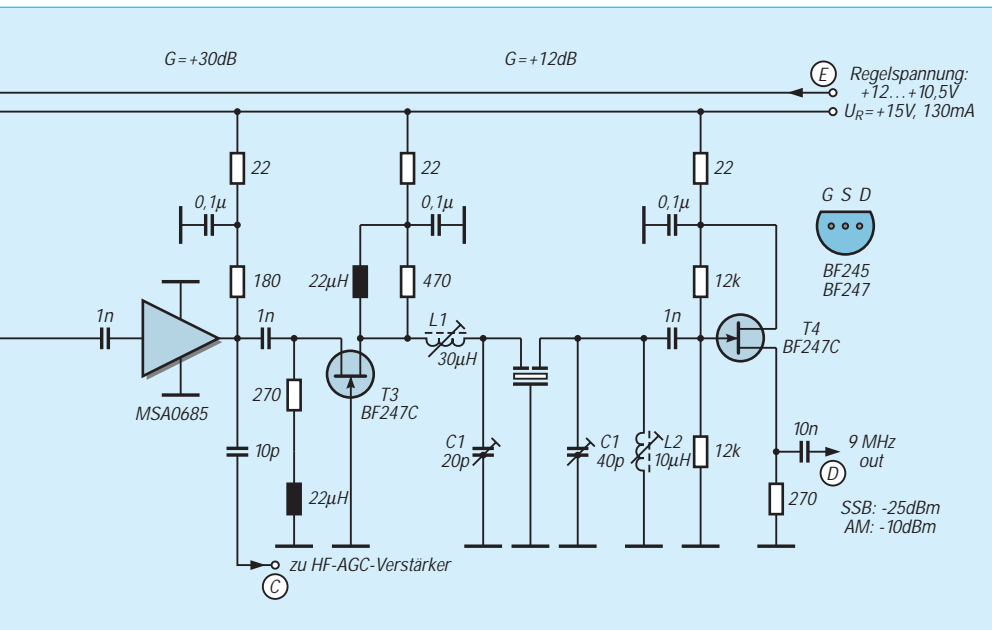 G=+30dB
G=+12dB
E
Regelspannung:
+12...+10,5V
U_R=+15V, 130mA
22
22
22
0,1µ
0,1µ
0,1µ
G S D
BF245
BF247
180
22µH
470
12k
1n
1n
L1
30µH
1n
T4
BF247C
MSA0685
270
T3
BF247C
10p
C1
20p
C1
40p
L2
10µH
12k
10n
9 MHz
out
D
22µH
270
SSB: -25dBm
AM: -10dBm
zu HF-AGC-Verstärker
C